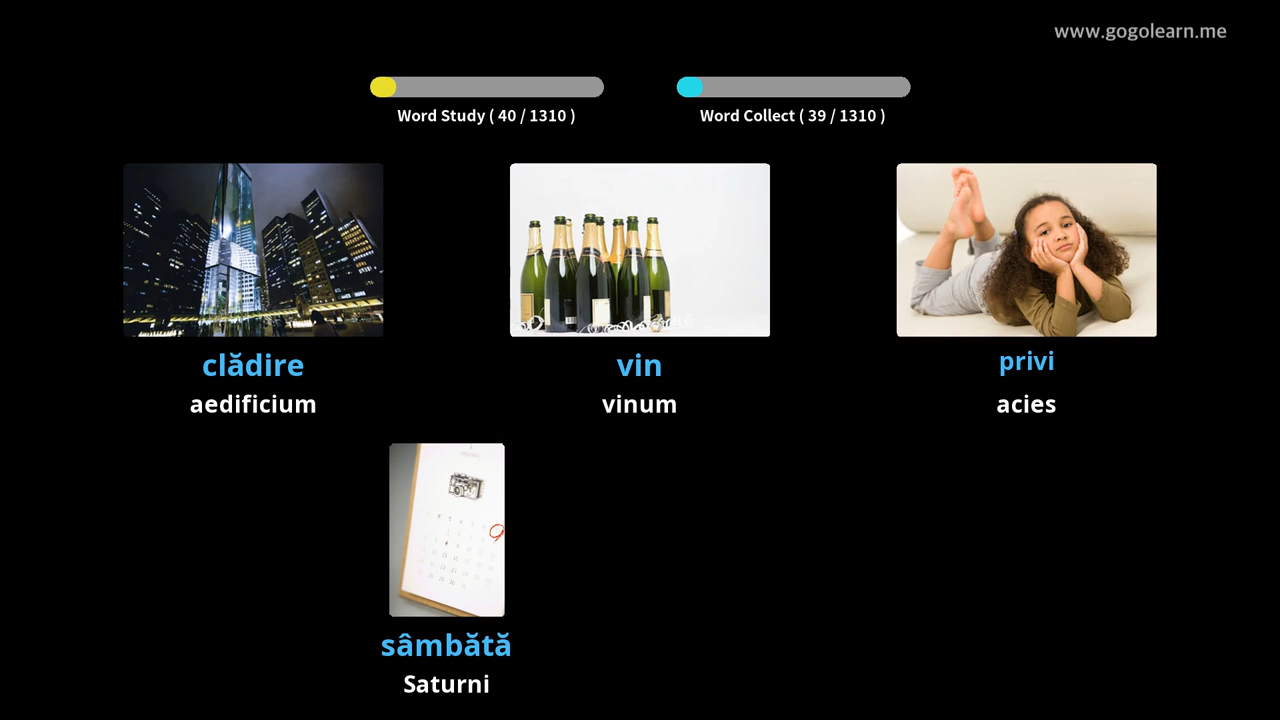 www.gogolearn.me
Word Study ( 40 / 1310 )
Word Collect ( 39 / 1310 )
clădire
vin
privi
aedificium
vinum
acies
sâmbătă
Saturni